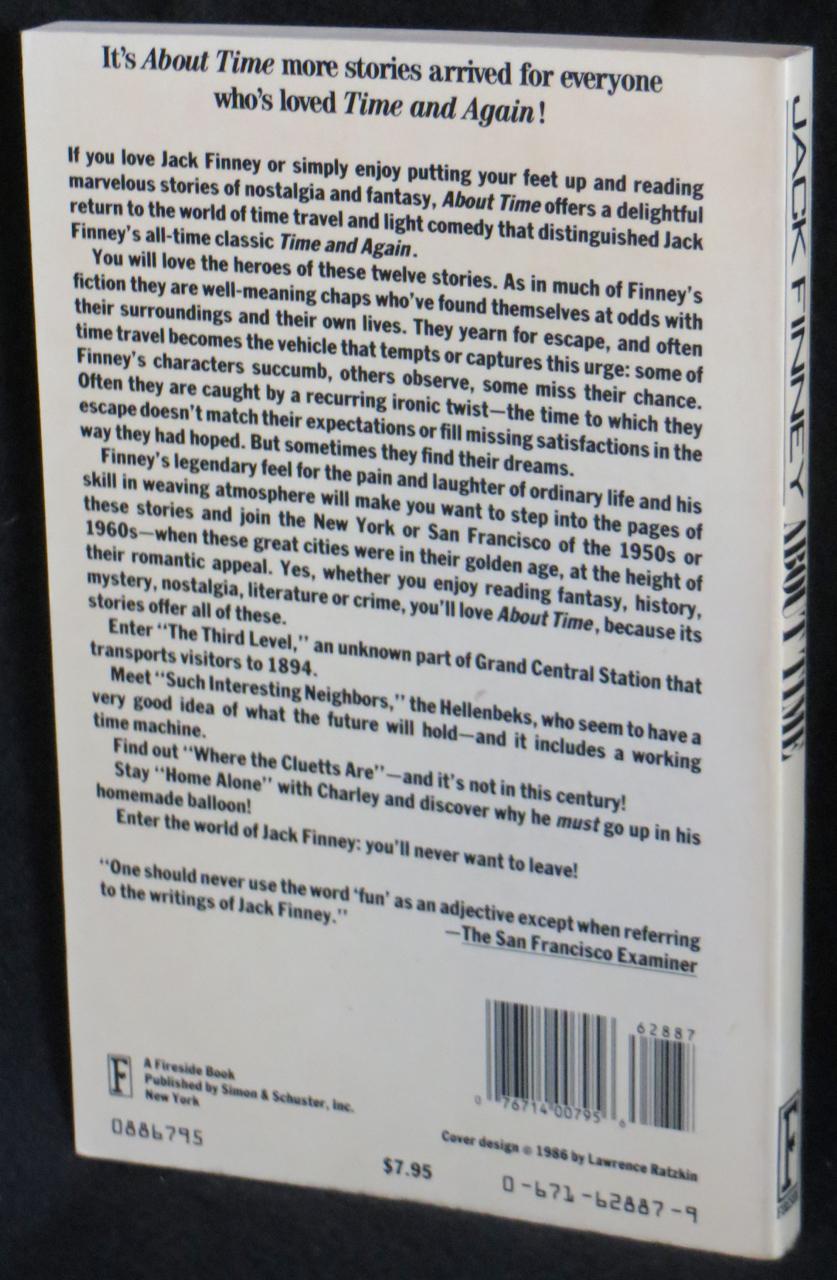 It's About Time more stories arrived for everyone
who's loved Time and Again!
If you love Jack Finney or simply enjoy putting your feet up and reading
marvelous stories of nostalgia and fantasy, About Time offers a delightful
return to the world of time travel and light comedy that distinguished Jack
Finney's all-time classic Time and Again.
You will love the heroes of these twelve stories. As in much of Finney's
fiction they are well-meaning chaps who've found themselves at odds with
their surroundings and their own lives. They yearn for escape, and often
time travel becomes the vehicle that tempts or captures this urge: some of
Finney's characters succumb, others observe, some miss their chance.
Often they are caught by a recurring ironic twist—the time to which they
escape doesn't match their expectations or fill missing satisfactions in the
way they had hoped. But sometimes they find their dreams.
Finney's legendary feel for the pain and laughter of ordinary life and his
skill in weaving atmosphere will make you want to step into the pages of
these stories and join the New York or San Francisco of the 1950s or
1960s—when these great cities were in their golden age, at the height of
their romantic appeal. Yes, whether you enjoy reading fantasy, history,
mystery, nostalgia, literature or crime, you'll love About Time, because its
stories offer all of these.
Enter "The Third Level," an unknown part of Grand Central Station that
transports visitors to 1894.
Meet "Such Interesting Neighbors," the Hellenbeks, who seem to have a
very good idea of what the future will hold—and it includes a working
time machine.
Find out "Where the Cluetts Are"—and it's not in this century!
Stay "Home Alone" with Charley and discover why he must go up in his
homemade balloon!
Enter the world of Jack Finney: you'll never want to leave!
"One should never use the word 'fun' as an adjective except when referring
to the writings of Jack Finney."
—The San Francisco Examiner
62887
0 76714 00795 6
F
A Fireside Book
Published by Simon & Schuster, Inc.
New York
Cover design © 1986 by Lawrence Ratzkin
0886795
$7.95
0-671-62887-9
JACK FINNEY ABOUT TIME
F
FIRESIDE